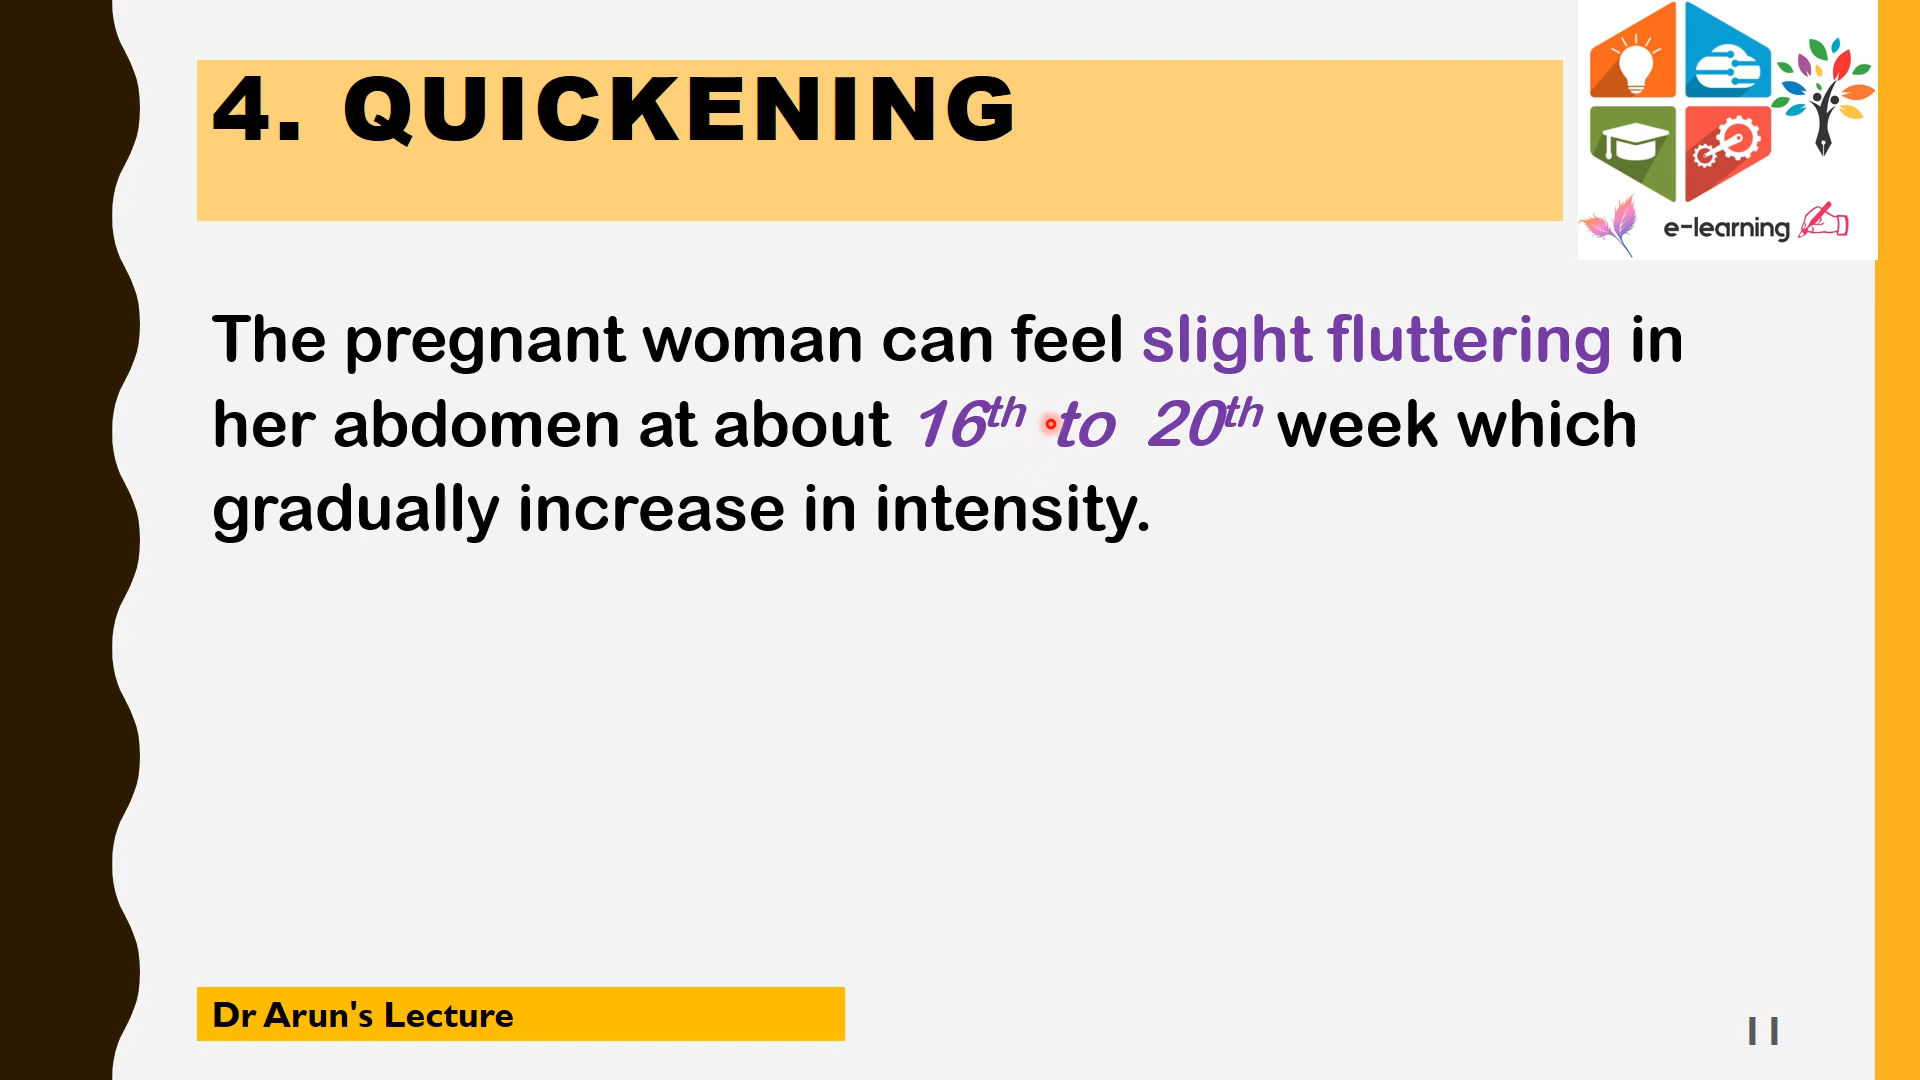 4. QUICKENING
e-learning
The pregnant woman can feel slight fluttering in
her abdomen at about 16th to 20th week which
gradually increase in intensity.
Dr Arun's Lecture
11